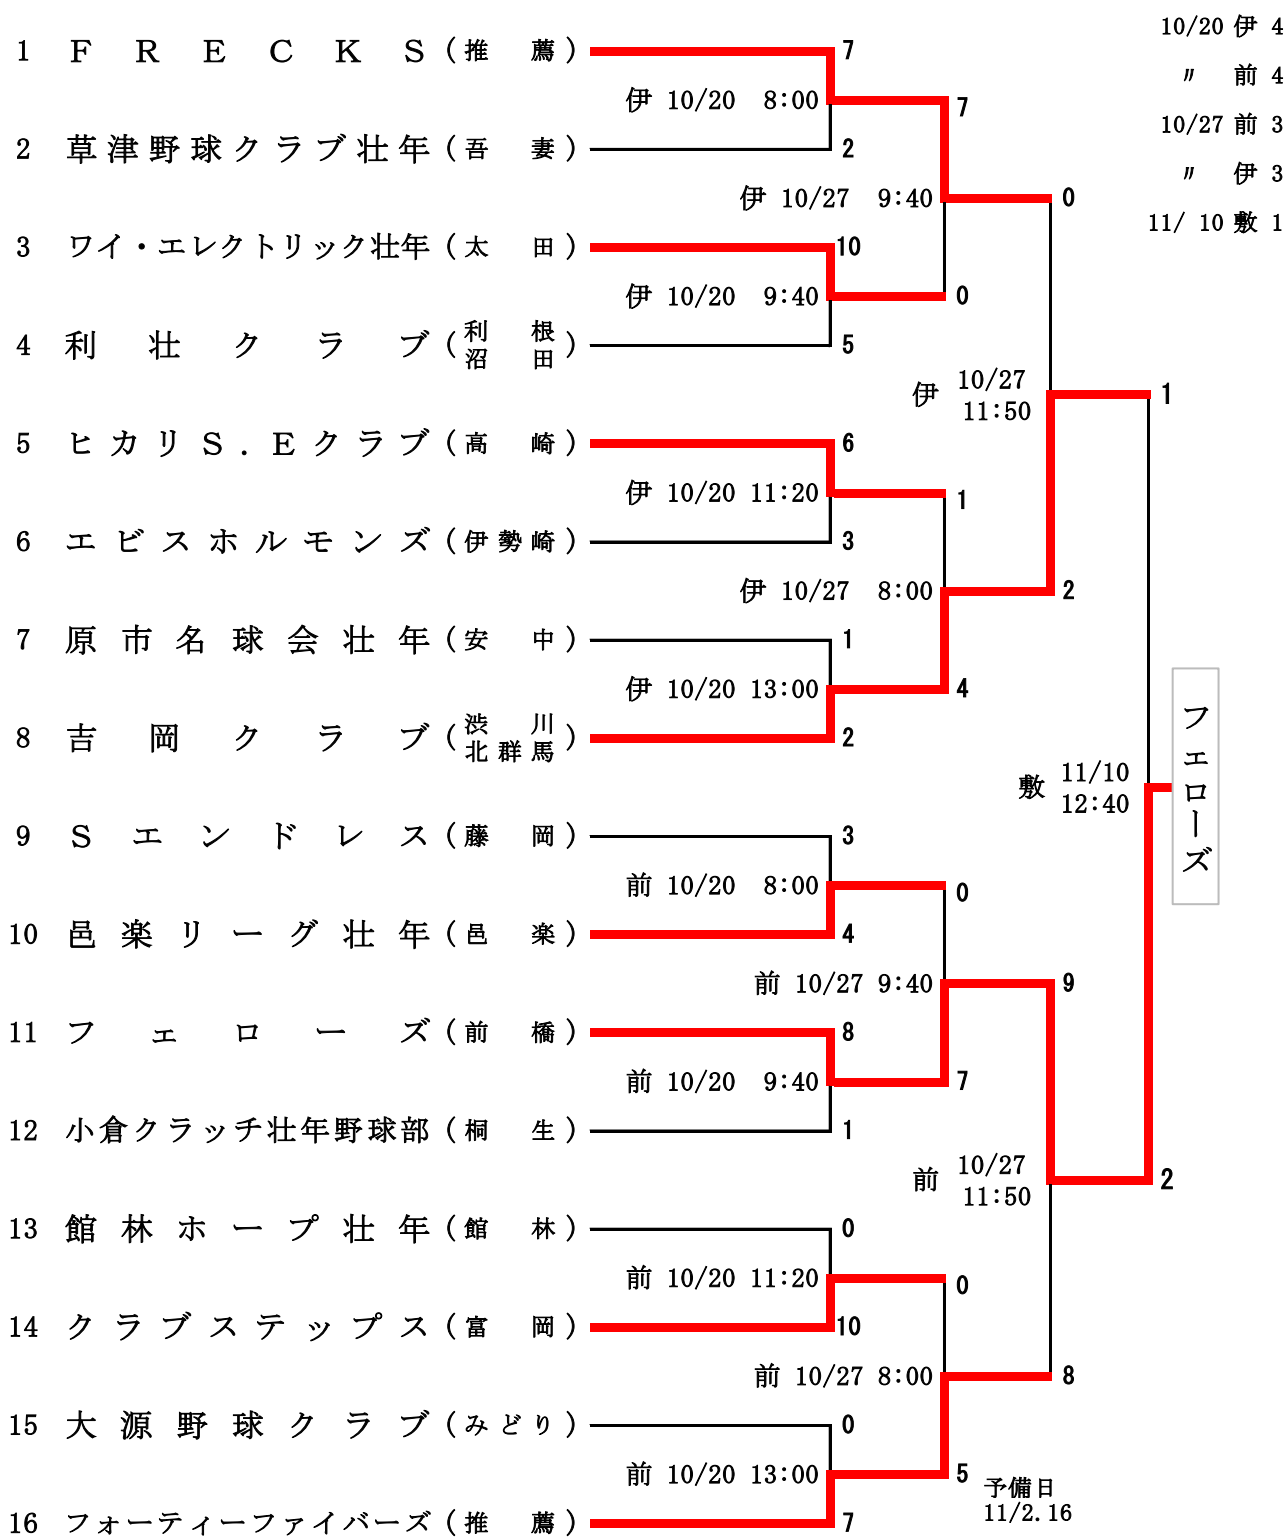 10/20 伊 4
〃 前 4
10/27 前 3
〃 伊 3
11/ 10 敷 1
1 ＦＲＥＣＫＳ(推薦) 7
伊 10/20 8:00 7
2 草津野球クラブ壮年(吾妻) 2
伊 10/27 9:40 0
3 ワイ・エレクトリック壮年(太田) 10
伊 10/20 9:40 0
4 利壮クラブ(利根沼田) 5
伊 10/27 11:50 1
5 ヒカリＳ．Ｅクラブ(高崎) 6
伊 10/20 11:20 1
6 エビスホルモンズ(伊勢崎) 3
伊 10/27 8:00 2
7 原市名球会壮年(安中) 1
伊 10/20 13:00 4
8 吉岡クラブ(渋川北群馬) 2
敷 11/10 12:40
フェローズ
9 Ｓエンドレス(藤岡) 3
前 10/20 8:00 0
10 邑楽リーグ壮年(邑楽) 4
前 10/27 9:40 9
11 フェローズ(前橋) 8
前 10/20 9:40 7
12 小倉クラッチ壮年野球部(桐生) 1
前 10/27 11:50 2
13 館林ホープ壮年(館林) 0
前 10/20 11:20 0
14 クラブステップス(富岡) 10
前 10/27 8:00 8
15 大源野球クラブ(みどり) 0
前 10/20 13:00 5
16 フォーティーファイバーズ(推薦) 7
予備日
11/2.16